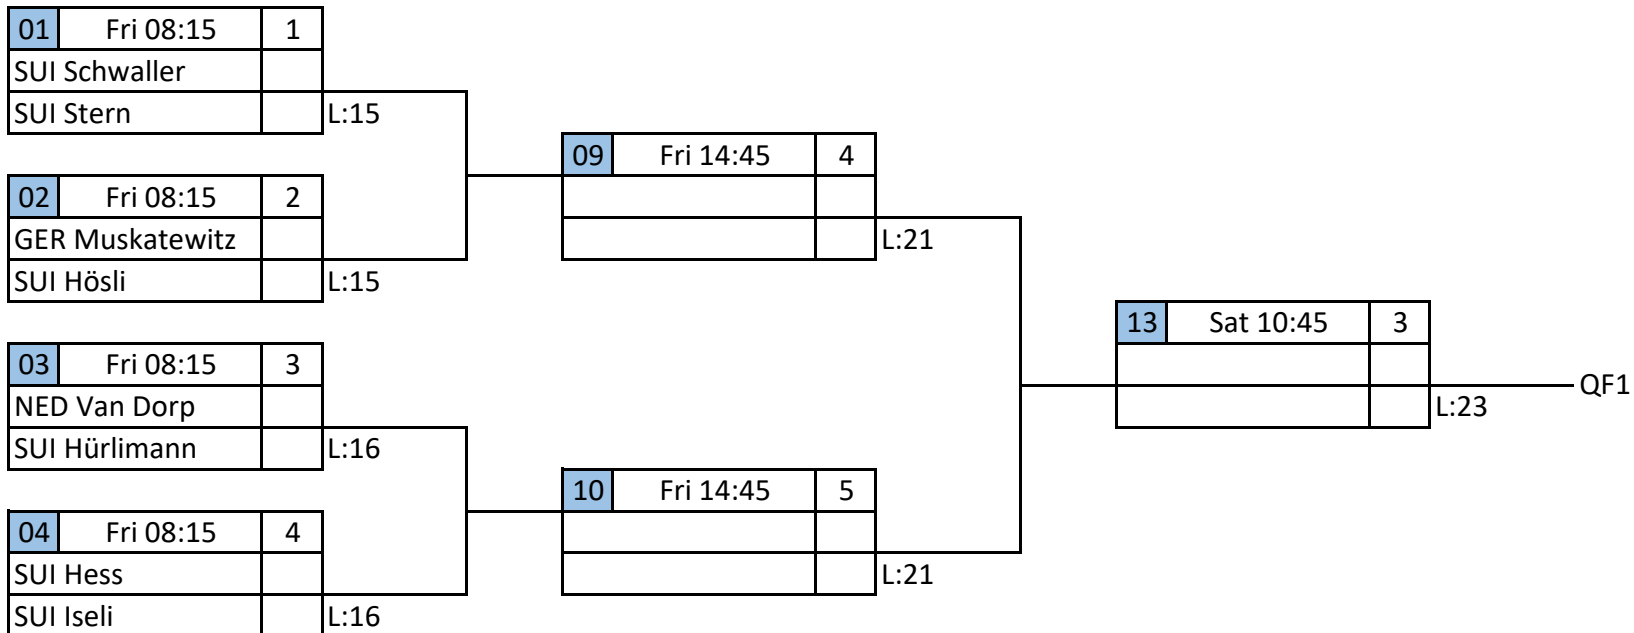 01 Fri 08:15 1
SUI Schwaller
SUI Stern L:15
02 Fri 08:15 2
GER Muskatewitz
SUI Hösli L:15
03 Fri 08:15 3
NED Van Dorp
SUI Hürlimann L:16
04 Fri 08:15 4
SUI Hess
SUI Iseli L:16
09 Fri 14:45 4
L:21
10 Fri 14:45 5
L:21
13 Sat 10:45 3
QF1
L:23